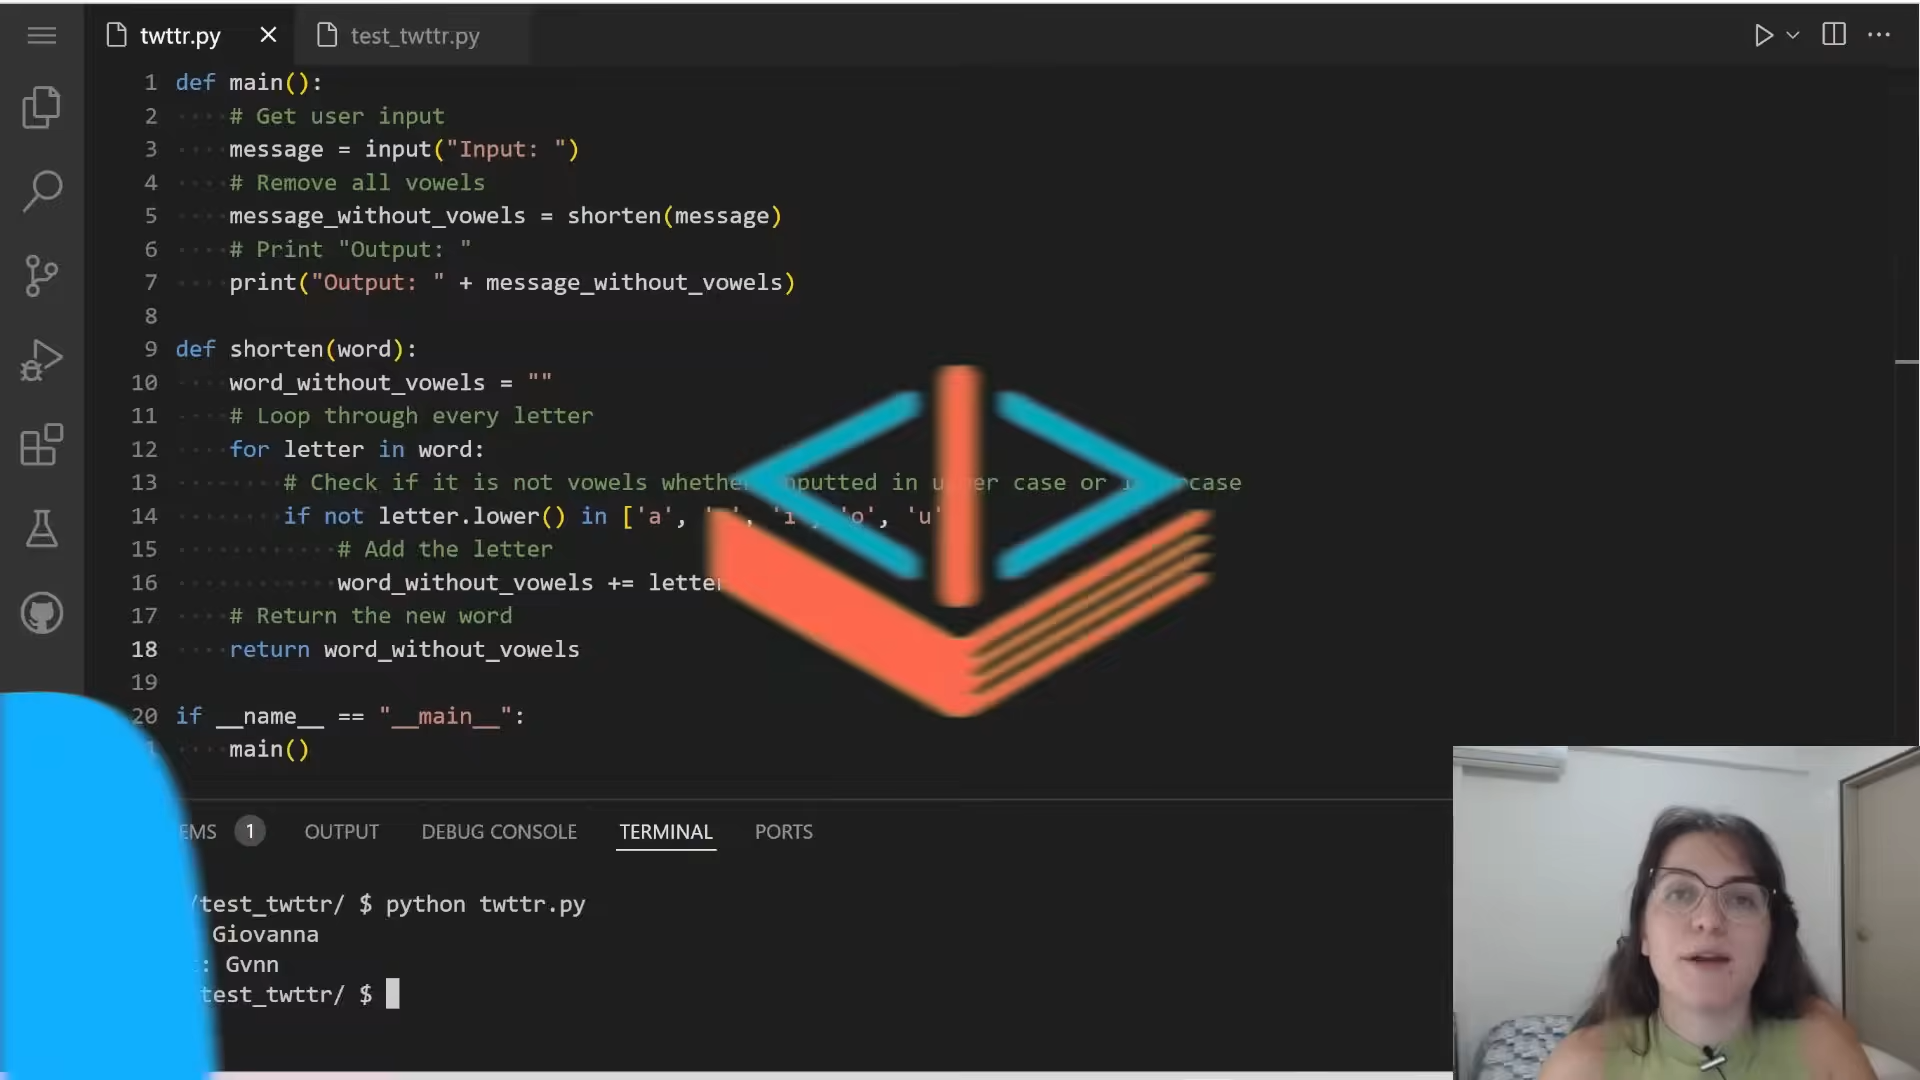 twttr.py
test_twttr.py
1 def main():
2 # Get user input
3 message = input("Input: ")
4 # Remove all vowels
5 message_without_vowels = shorten(message)
6 # Print "Output: "
7 print("Output: " + message_without_vowels)
8
9 def shorten(word):
10 word_without_vowels = ""
11 # Loop through every letter
12 for letter in word:
13 # Check if it is not vowels in case or case
14 if not letter.lower() in ['a', 'o', 'u'
15 # Add the letter
16 word_without_vowels += letter
17 # Return the new word
18 return word_without_vowels
19
20 if __name__ == "__main__":
main()
EMS 1 OUTPUT DEBUG CONSOLE TERMINAL PORTS
/test_twttr/ $ python twttr.py
Giovanna
: Gvnn
test_twttr/ $